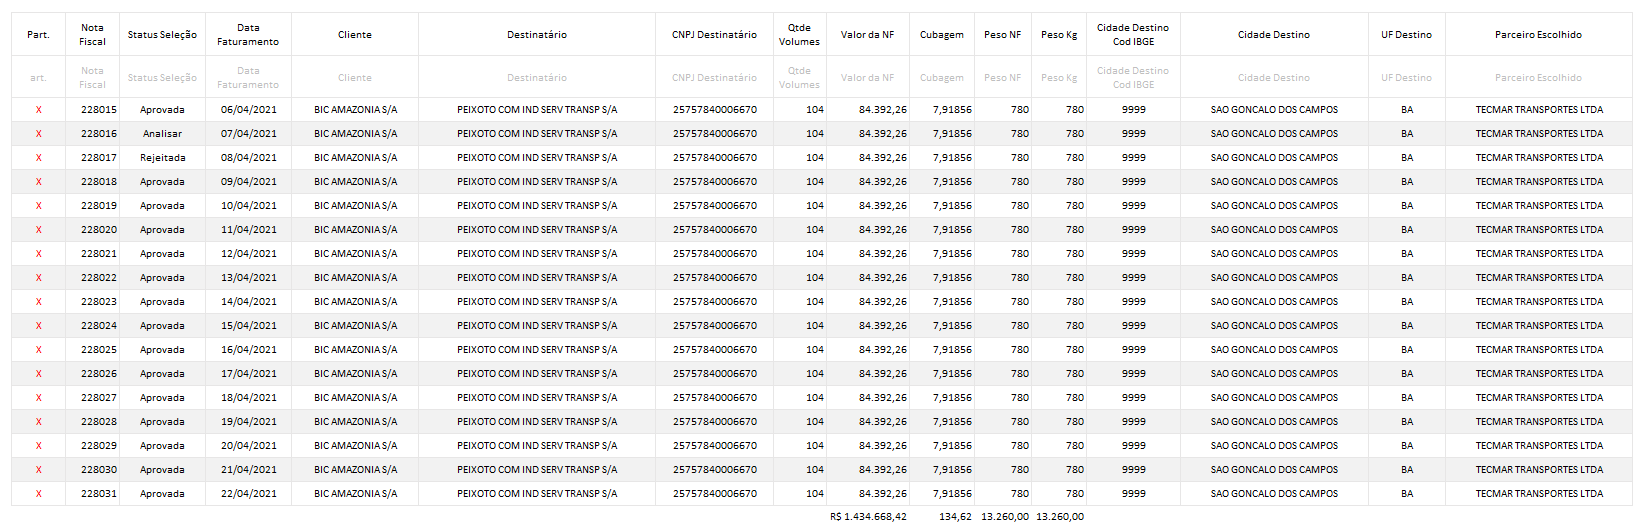 Part. Nota Fiscal Status Seleção Data Faturamento Cliente Destinatário CNPJ Destinatário Qtde Volumes Valor da NF Cubagem Peso NF Peso Kg Cidade Destino Cod IBGE Cidade Destino UF Destino Parceiro Escolhido
art. Nota Fiscal Status Seleção Data Faturamento Cliente Destinatário CNPJ Destinatário Qtde Volumes Valor da NF Cubagem Peso NF Peso Kg Cidade Destino Cod IBGE Cidade Destino UF Destino Parceiro Escolhido
X 228015 Aprovada 06/04/2021 BIC AMAZONIA S/A PEIXOTO COM IND SERV TRANSP S/A 25757840006670 104 84.392,26 7,91856 780 780 9999 SAO GONCALO DOS CAMPOS BA TECMAR TRANSPORTES LTDA
X 228016 Analisar 07/04/2021 BIC AMAZONIA S/A PEIXOTO COM IND SERV TRANSP S/A 25757840006670 104 84.392,26 7,91856 780 780 9999 SAO GONCALO DOS CAMPOS BA TECMAR TRANSPORTES LTDA
X 228017 Rejeitada 08/04/2021 BIC AMAZONIA S/A PEIXOTO COM IND SERV TRANSP S/A 25757840006670 104 84.392,26 7,91856 780 780 9999 SAO GONCALO DOS CAMPOS BA TECMAR TRANSPORTES LTDA
X 228018 Aprovada 09/04/2021 BIC AMAZONIA S/A PEIXOTO COM IND SERV TRANSP S/A 25757840006670 104 84.392,26 7,91856 780 780 9999 SAO GONCALO DOS CAMPOS BA TECMAR TRANSPORTES LTDA
X 228019 Aprovada 10/04/2021 BIC AMAZONIA S/A PEIXOTO COM IND SERV TRANSP S/A 25757840006670 104 84.392,26 7,91856 780 780 9999 SAO GONCALO DOS CAMPOS BA TECMAR TRANSPORTES LTDA
X 228020 Aprovada 11/04/2021 BIC AMAZONIA S/A PEIXOTO COM IND SERV TRANSP S/A 25757840006670 104 84.392,26 7,91856 780 780 9999 SAO GONCALO DOS CAMPOS BA TECMAR TRANSPORTES LTDA
X 228021 Aprovada 12/04/2021 BIC AMAZONIA S/A PEIXOTO COM IND SERV TRANSP S/A 25757840006670 104 84.392,26 7,91856 780 780 9999 SAO GONCALO DOS CAMPOS BA TECMAR TRANSPORTES LTDA
X 228022 Aprovada 13/04/2021 BIC AMAZONIA S/A PEIXOTO COM IND SERV TRANSP S/A 25757840006670 104 84.392,26 7,91856 780 780 9999 SAO GONCALO DOS CAMPOS BA TECMAR TRANSPORTES LTDA
X 228023 Aprovada 14/04/2021 BIC AMAZONIA S/A PEIXOTO COM IND SERV TRANSP S/A 25757840006670 104 84.392,26 7,91856 780 780 9999 SAO GONCALO DOS CAMPOS BA TECMAR TRANSPORTES LTDA
X 228024 Aprovada 15/04/2021 BIC AMAZONIA S/A PEIXOTO COM IND SERV TRANSP S/A 25757840006670 104 84.392,26 7,91856 780 780 9999 SAO GONCALO DOS CAMPOS BA TECMAR TRANSPORTES LTDA
X 228025 Aprovada 16/04/2021 BIC AMAZONIA S/A PEIXOTO COM IND SERV TRANSP S/A 25757840006670 104 84.392,26 7,91856 780 780 9999 SAO GONCALO DOS CAMPOS BA TECMAR TRANSPORTES LTDA
X 228026 Aprovada 17/04/2021 BIC AMAZONIA S/A PEIXOTO COM IND SERV TRANSP S/A 25757840006670 104 84.392,26 7,91856 780 780 9999 SAO GONCALO DOS CAMPOS BA TECMAR TRANSPORTES LTDA
X 228027 Aprovada 18/04/2021 BIC AMAZONIA S/A PEIXOTO COM IND SERV TRANSP S/A 25757840006670 104 84.392,26 7,91856 780 780 9999 SAO GONCALO DOS CAMPOS BA TECMAR TRANSPORTES LTDA
X 228028 Aprovada 19/04/2021 BIC AMAZONIA S/A PEIXOTO COM IND SERV TRANSP S/A 25757840006670 104 84.392,26 7,91856 780 780 9999 SAO GONCALO DOS CAMPOS BA TECMAR TRANSPORTES LTDA
X 228029 Aprovada 20/04/2021 BIC AMAZONIA S/A PEIXOTO COM IND SERV TRANSP S/A 25757840006670 104 84.392,26 7,91856 780 780 9999 SAO GONCALO DOS CAMPOS BA TECMAR TRANSPORTES LTDA
X 228030 Aprovada 21/04/2021 BIC AMAZONIA S/A PEIXOTO COM IND SERV TRANSP S/A 25757840006670 104 84.392,26 7,91856 780 780 9999 SAO GONCALO DOS CAMPOS BA TECMAR TRANSPORTES LTDA
X 228031 Aprovada 22/04/2021 BIC AMAZONIA S/A PEIXOTO COM IND SERV TRANSP S/A 25757840006670 104 84.392,26 7,91856 780 780 9999 SAO GONCALO DOS CAMPOS BA TECMAR TRANSPORTES LTDA
R$ 1.434.668,42 134,62 13.260,00 13.260,00